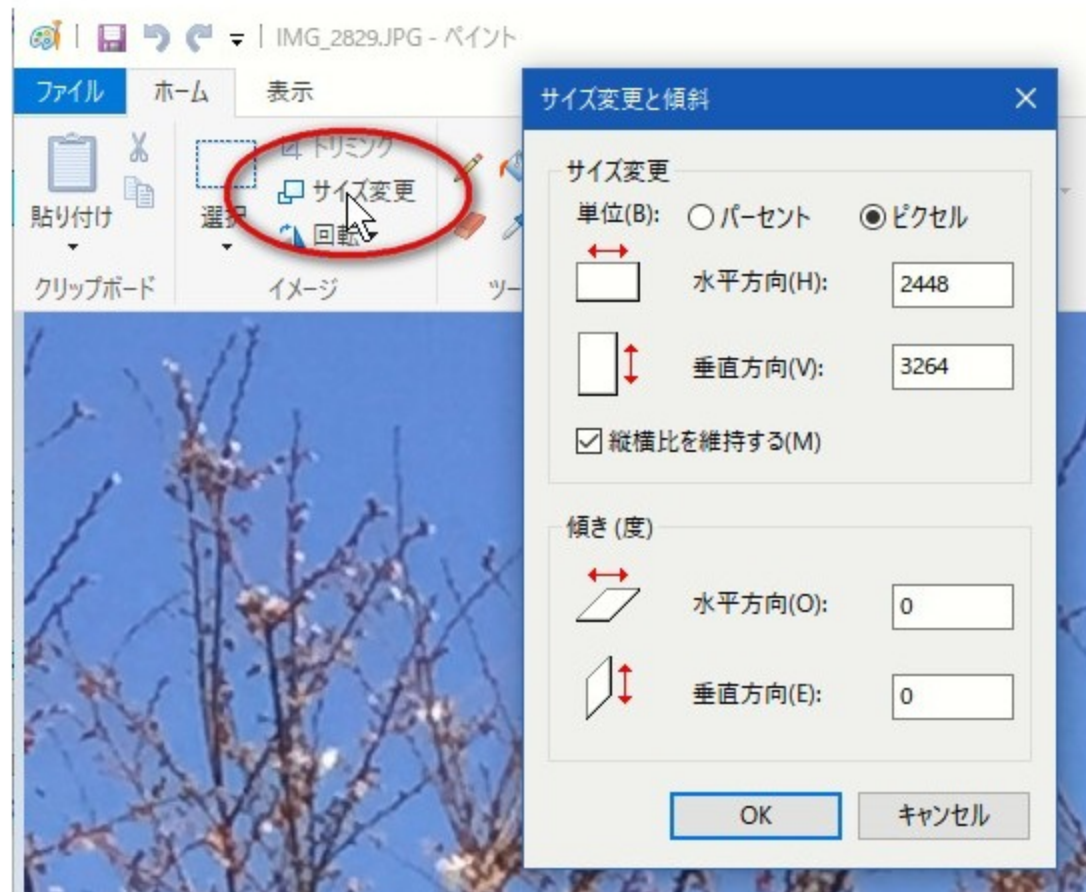 IMG_2829.JPG - ペイント
ファイル ホーム 表示
貼り付け
クリップボード
選択
トリミング
サイズ変更
回転
イメージ
サイズ変更と傾斜
サイズ変更
単位(B): パーセント ピクセル
水平方向(H): 2448
垂直方向(V): 3264
縦横比を維持する(M)
傾き (度)
水平方向(O): 0
垂直方向(E): 0
OK キャンセル